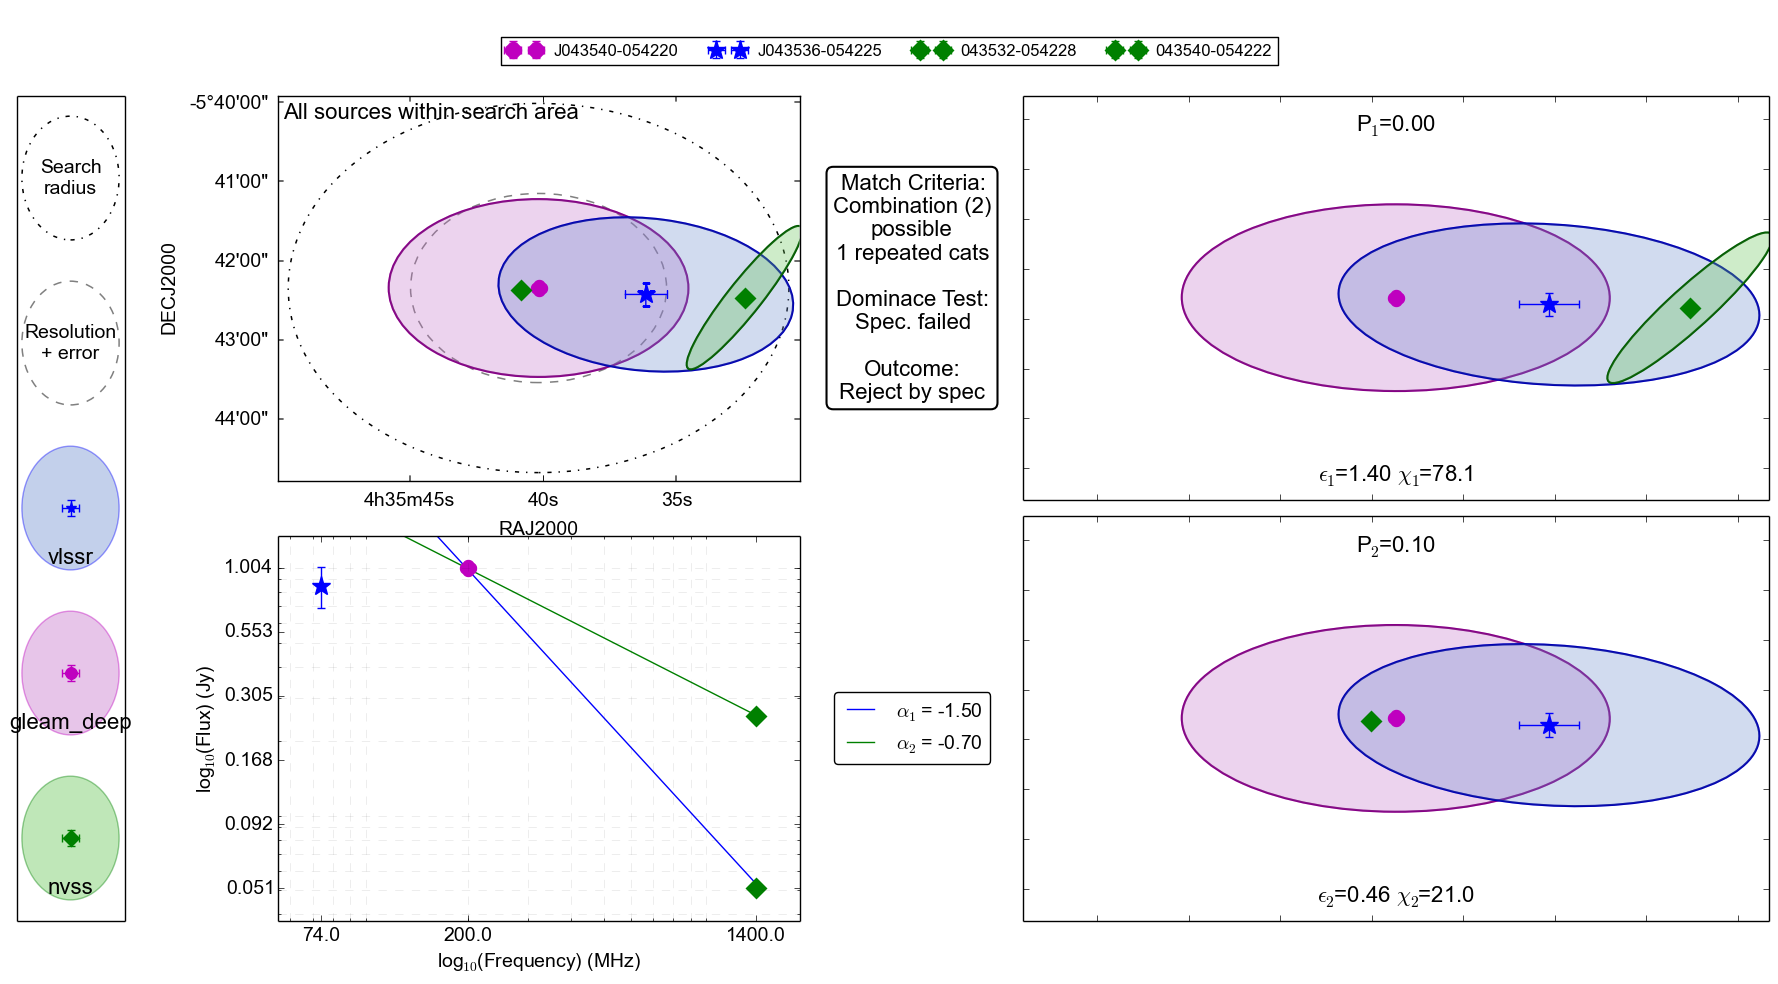 J043540-054220 J043536-054225 043532-054228 043540-054222
Search
radius
Resolution
+ error
vlssr
gleam_deep
nvss
All sources within search area
-5°40'00"
41'00"
42'00"
43'00"
44'00"
DECJ2000
4h35m45s 40s 35s
RAJ2000
Match Criteria:
Combination (2)
possible
1 repeated cats
Dominace Test:
Spec. failed
Outcome:
Reject by spec
P₁=0.00
ϵ₁=1.40 χ₁=78.1
1.004
0.553
0.305
0.168
0.092
0.051
log₁₀(Flux) (Jy)
74.0 200.0 1400.0
log₁₀(Frequency) (MHz)
α₁ = -1.50
α₂ = -0.70
P₂=0.10
ϵ₂=0.46 χ₂=21.0